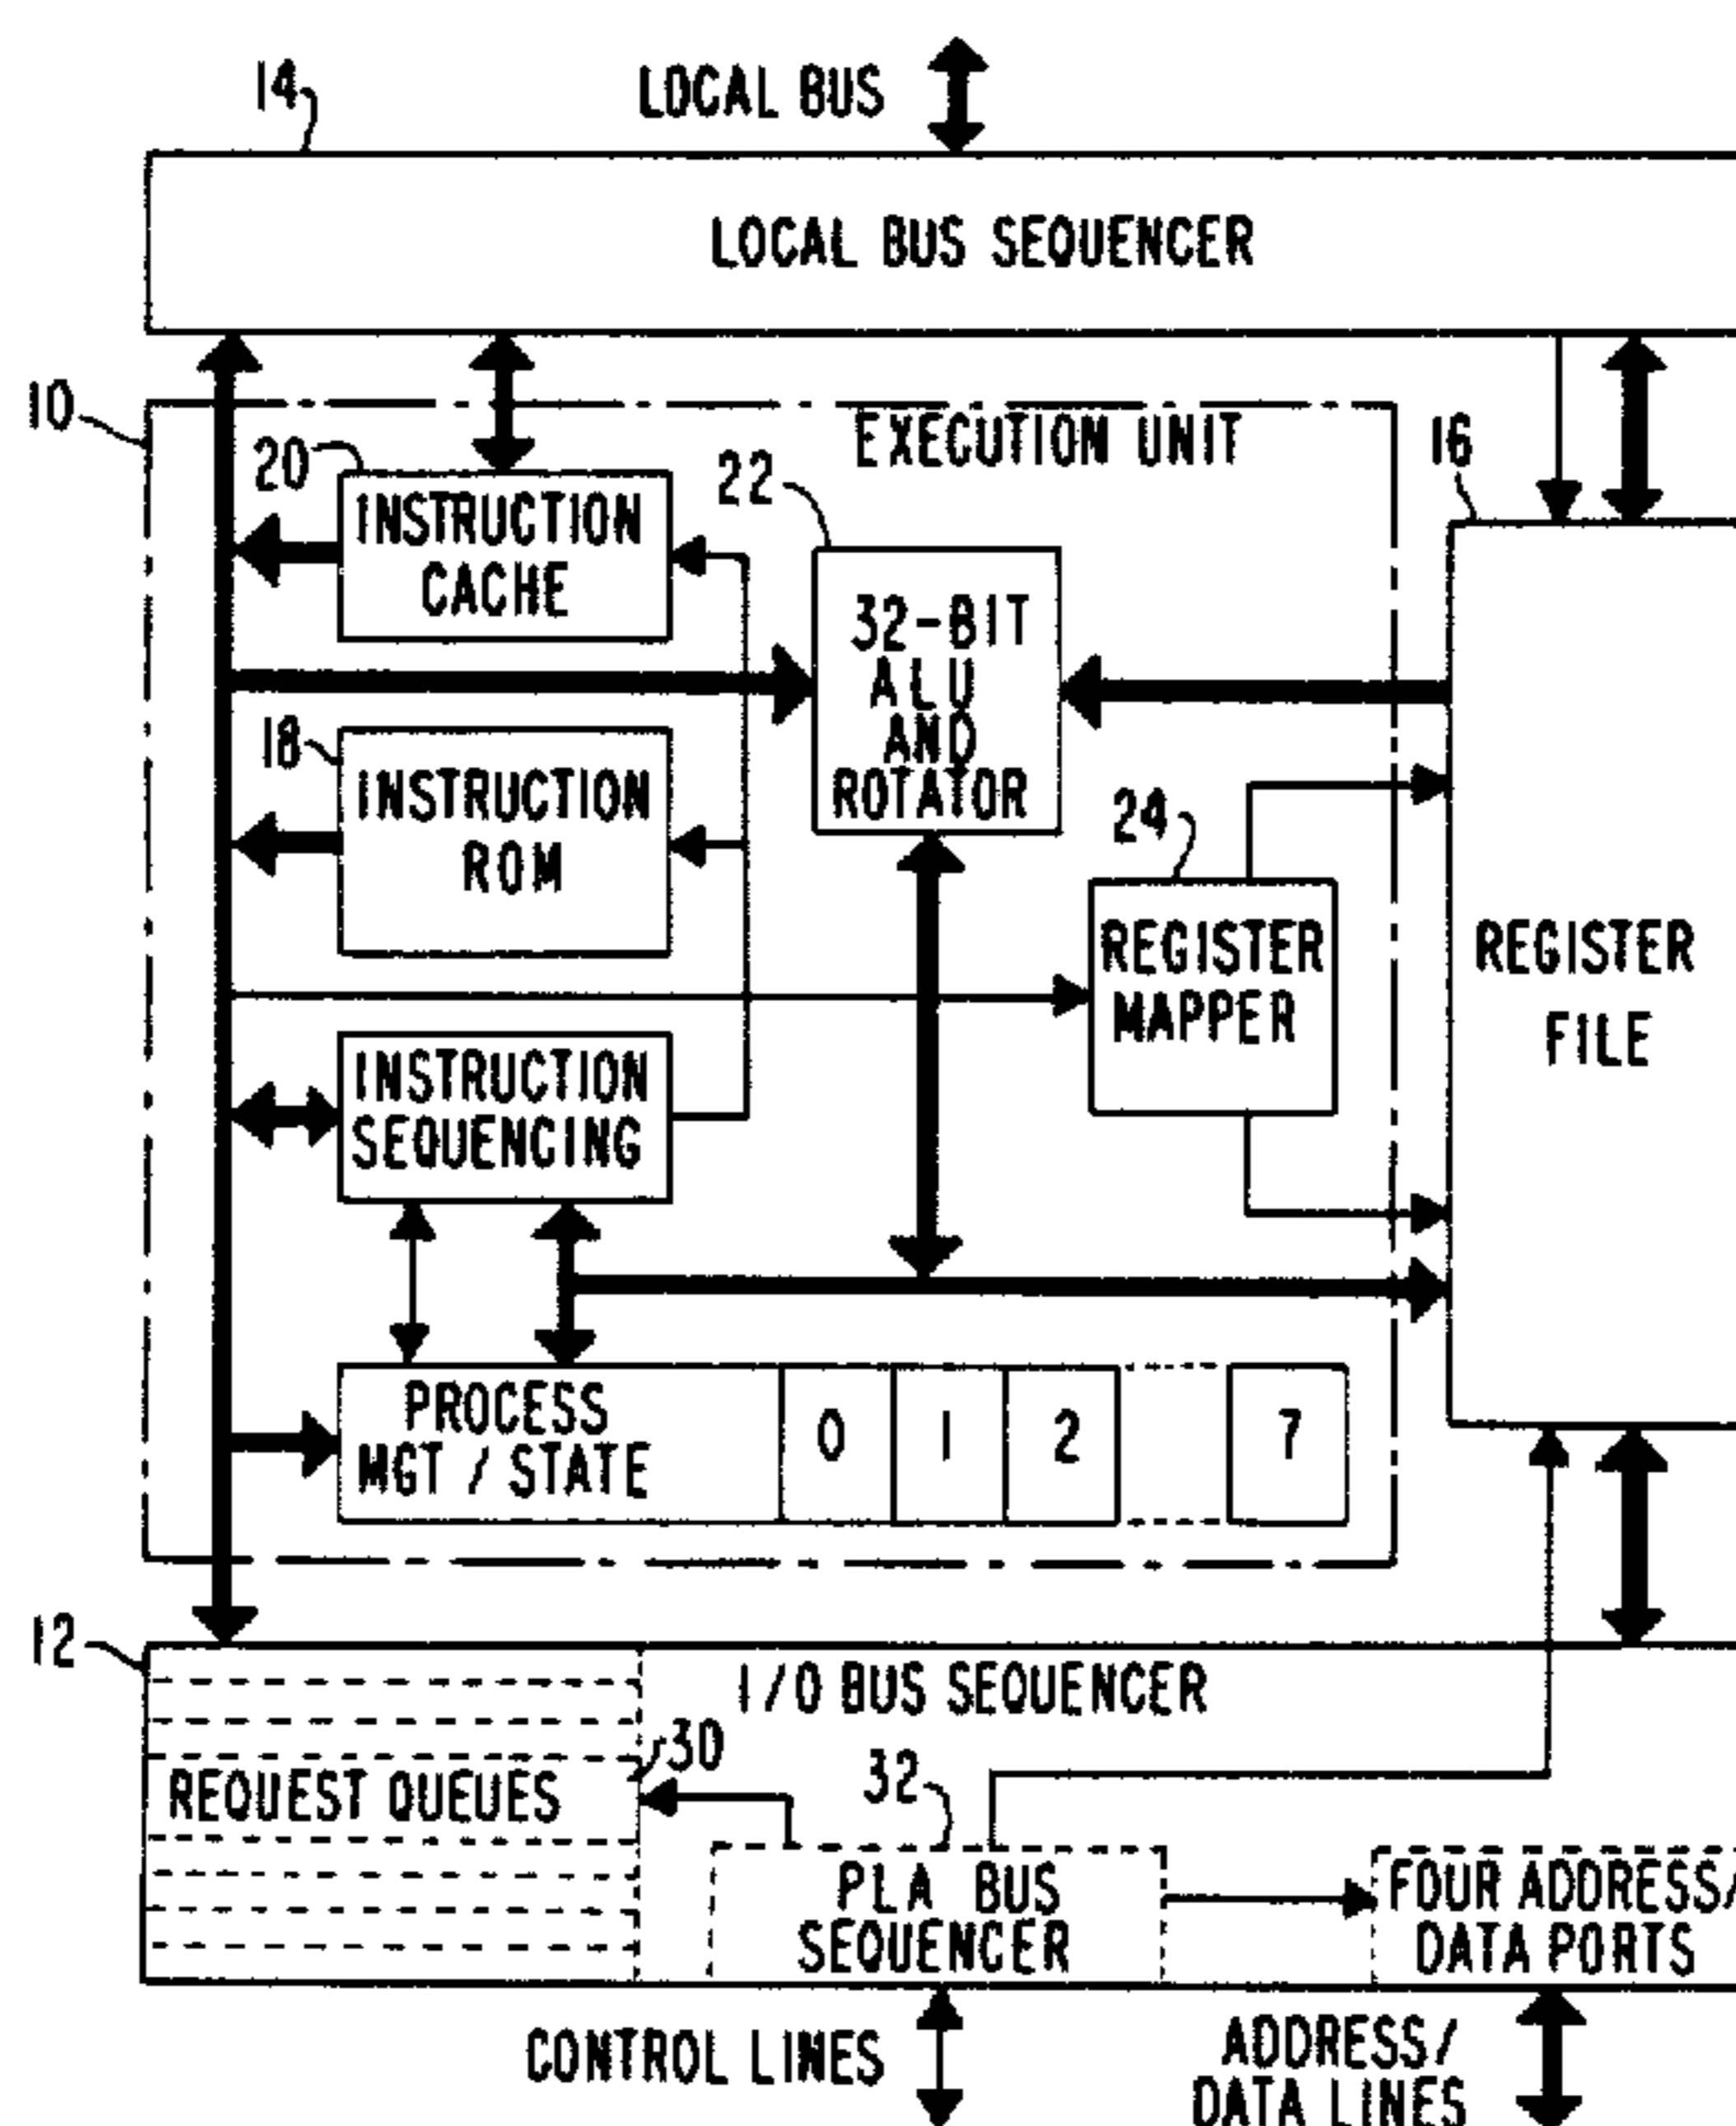 14
LOCAL BUS
LOCAL BUS SEQUENCER
10
EXECUTION UNIT
16
20
INSTRUCTION
CACHE
22
32-BIT
ALU
AND
ROTATOR
18
INSTRUCTION
ROM
24
REGISTER
MAPPER
REGISTER
FILE
INSTRUCTION
SEQUENCING
PROCESS
MGT / STATE
0
1
2
7
12
I/O BUS SEQUENCER
30
REQUEST QUEUES
32
PLA BUS
SEQUENCER
FOUR ADDRESS/
DATA PORTS
CONTROL LINES
ADDRESS/
DATA LINES